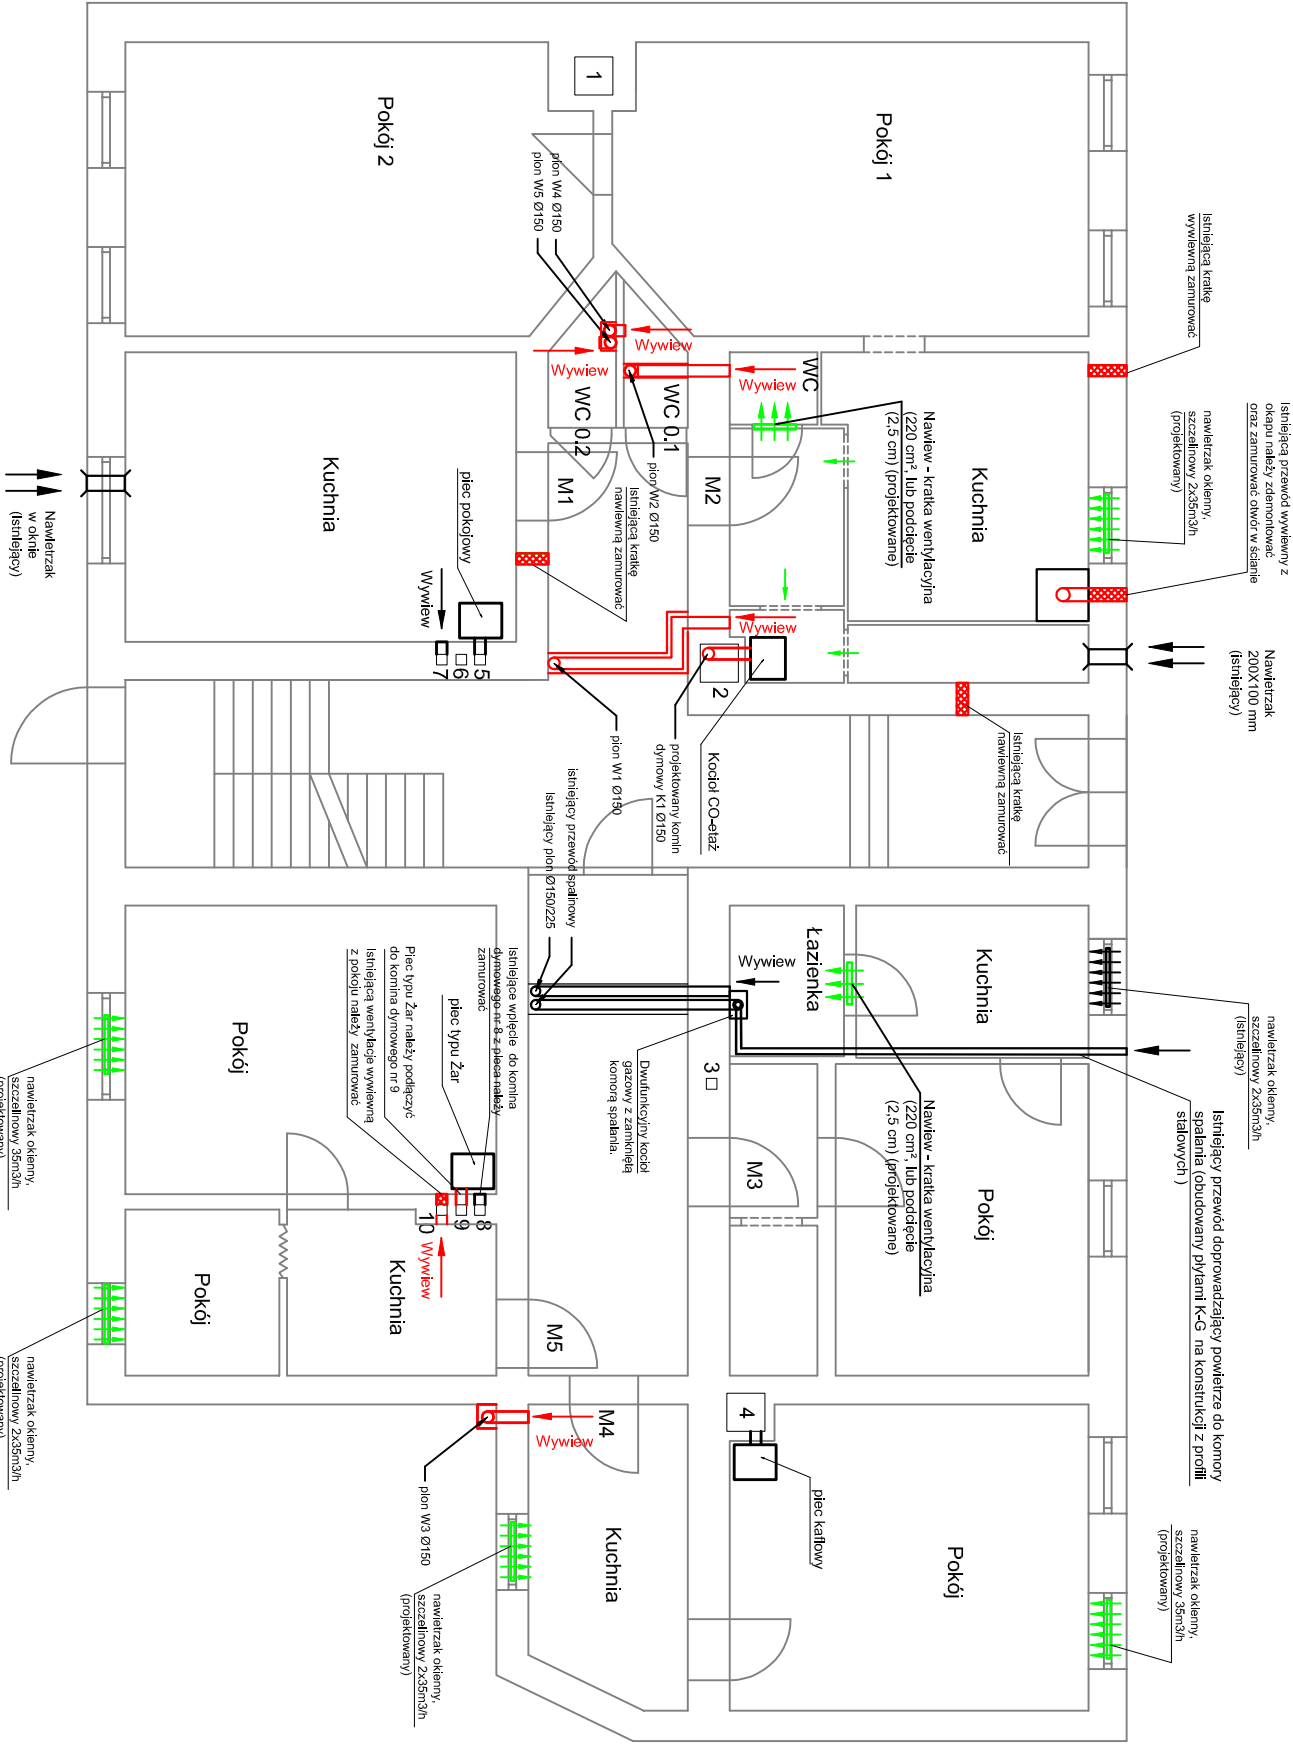 Istniejącą kratkę
wywiewną zamurować
Istniejącą przewód wywiewny z
okapu należy zdemontować
oraz zamurować otwór w ścianie
nawietrzak okienny,
szczelinowy 2x35m3/h
(projektowany)
Nawietrzak
200X100 mm
(istniejący)
Istniejącą kratkę
nawiewną zamurować
nawietrzak okienny,
szczelinowy 2x35m3/h
(istniejący)
Istniejący przewód doprowadzający powietrze do komory
spalania (obudowany płytami K-G na konstrukcji z profili
stalowych )
nawietrzak okienny,
szczelinowy 35m3/h
(projektowany)
Pokój 1
Kuchnia
Nawiew - kratka wentylacyjna
(220 cm², lub podcięcie
(2,5 cm) (projektowane)
WC
Wywiew
M2
Wywiew
2
Kocioł CO-etaż
projektowany komin
dymowy K1 Ø150
Kuchnia
Łazienka
Wywiew
Nawiew - kratka wentylacyjna
(220 cm², lub podcięcie
(2,5 cm) (projektowane)
Pokój
M3
3
Dwufunkcyjny kocioł
gazowy z zamkniętą
komorą spalania.
Pokój
4
piec kaflowy
1
Pokój 2
pion W4 Ø150
pion W5 Ø150
Wywiew
Wywiew
WC 0.1
WC 0.2
pion W2 Ø150
M1
Istniejącą kratkę
nawiewną zamurować
pion W1 Ø150
istniejący przewód spalinowy
Istniejący pion Ø150/225
Kuchnia
piec pokojowy
Wywiew
5
6
7
Nawietrzak
w oknie
(Istniejący)
Istniejące wpięcie do komina
dymowego nr 8 z pieca należy
zamurować
piec typu Żar
Piec typu Żar należy podłączyć
do komina dymowego nr 9
Istniejącą wentylacje wywiewną
z pokoju należy zamurować
Pokój
8
9
10
Wywiew
Kuchnia
Pokój
M5
M4
Wywiew
pion W3 Ø150
Kuchnia
nawietrzak okienny,
szczelinowy 2x35m3/h
(projektowany)
nawietrzak okienny,
szczelinowy 35m3/h
(projektowany)
nawietrzak okienny,
szczelinowy 2x35m3/h
(projektowany)